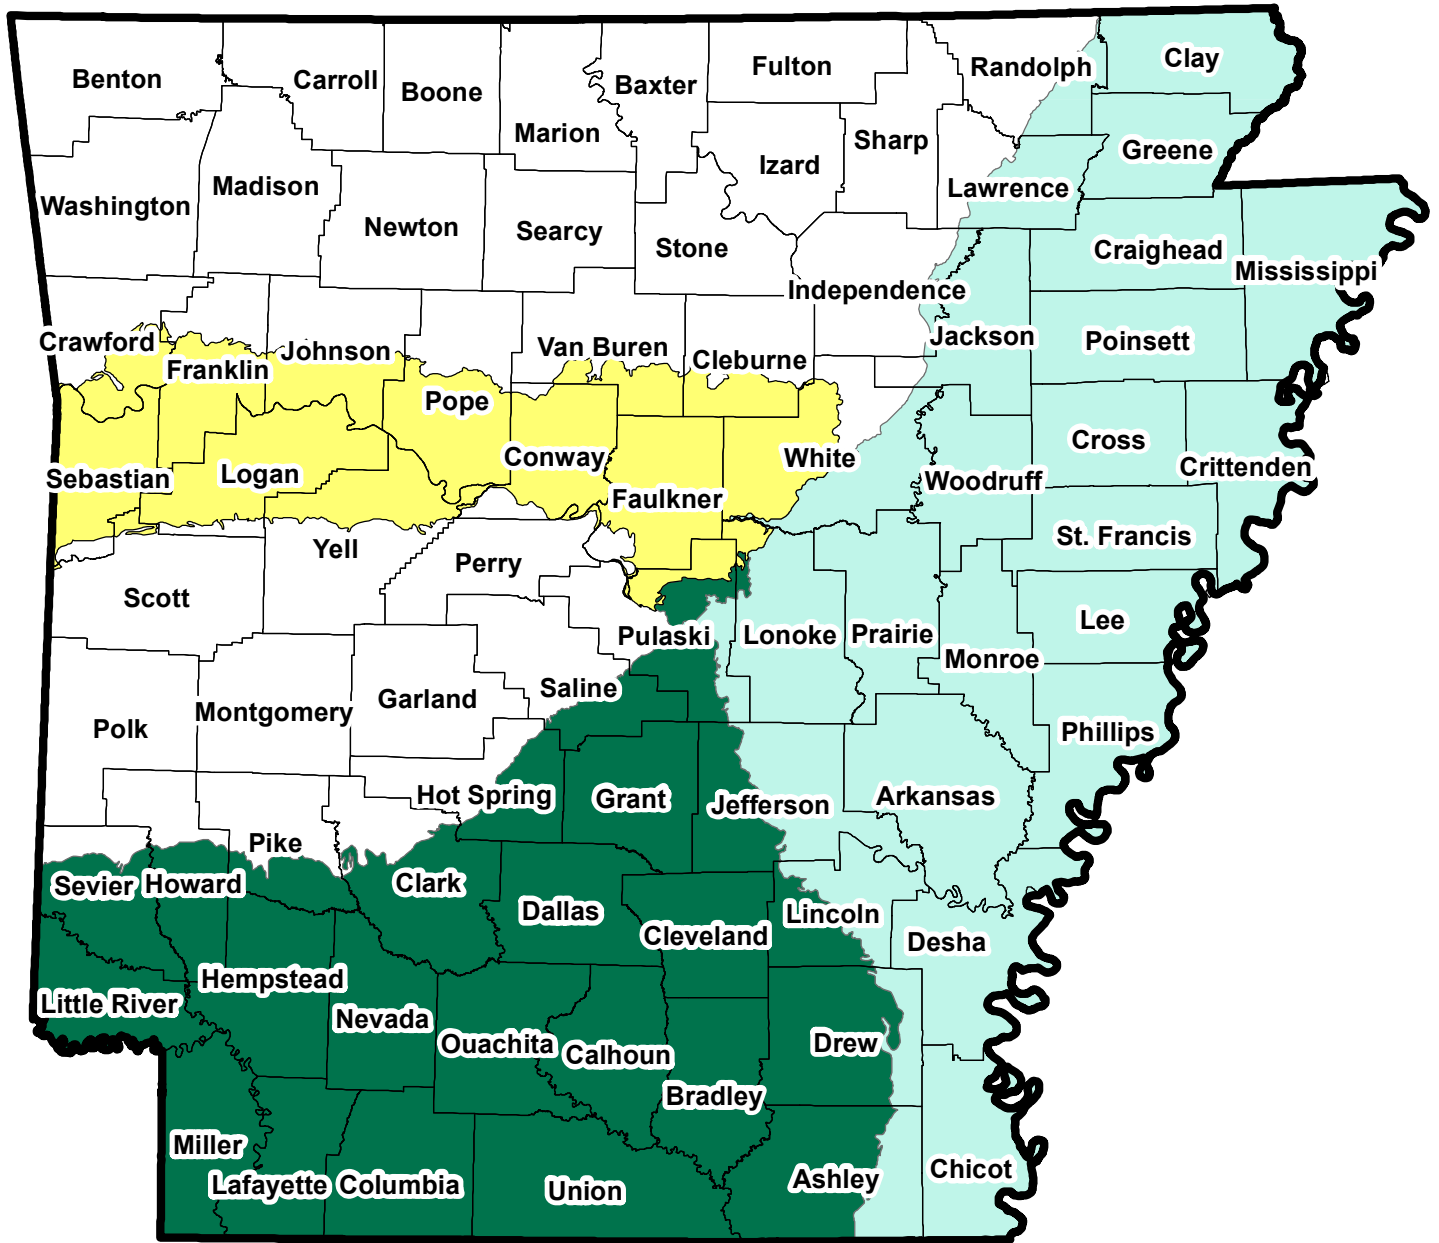 Benton
Carroll
Boone
Marion
Baxter
Fulton
Randolph
Clay
Washington
Madison
Newton
Searcy
Stone
Izard
Sharp
Lawrence
Greene
Craighead
Mississippi
Independence
Jackson
Poinsett
Crawford
Franklin
Johnson
Pope
Van Buren
Cleburne
White
Woodruff
Cross
Crittenden
Sebastian
Logan
Conway
Faulkner
St. Francis
Scott
Yell
Perry
Pulaski
Lonoke
Prairie
Monroe
Lee
Polk
Montgomery
Garland
Saline
Phillips
Hot Spring
Grant
Jefferson
Arkansas
Pike
Sevier
Howard
Clark
Dallas
Cleveland
Lincoln
Desha
Little River
Hempstead
Nevada
Ouachita
Calhoun
Bradley
Drew
Miller
Lafayette
Columbia
Union
Ashley
Chicot